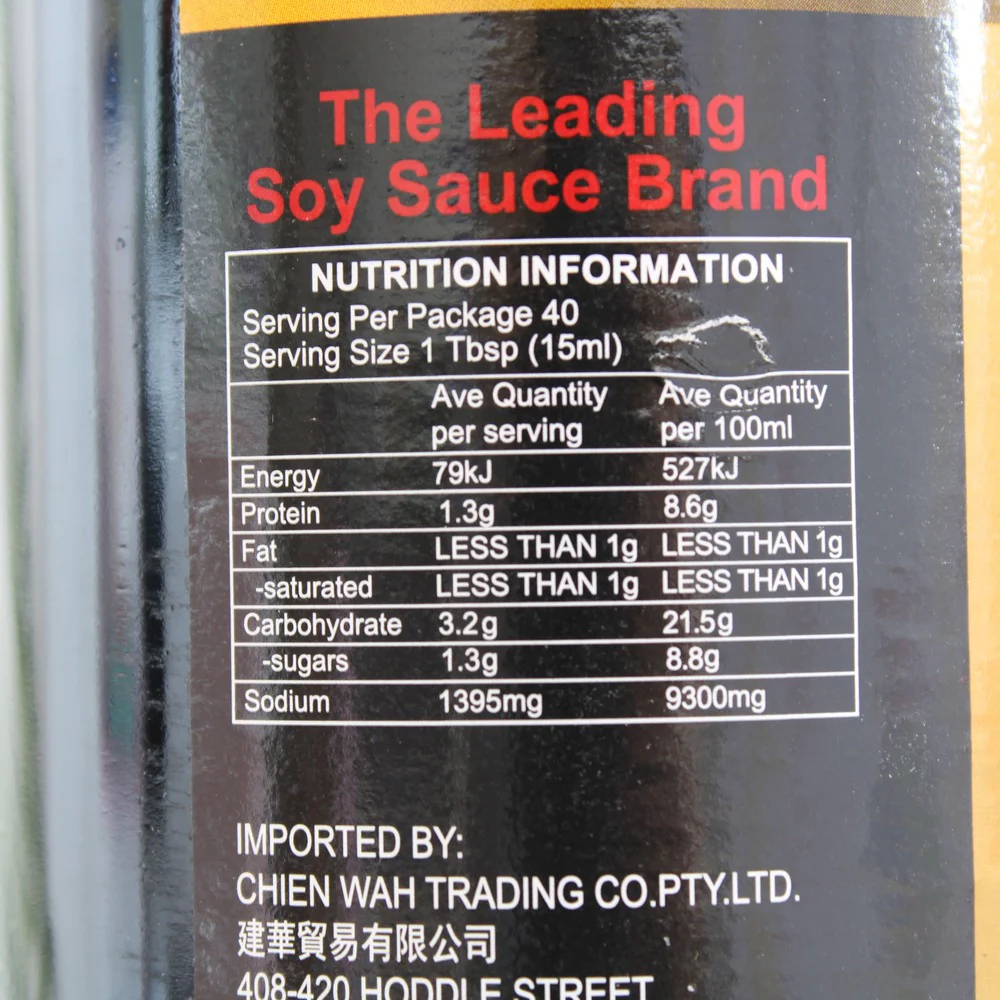 The Leading
Soy Sauce Brand
NUTRITION INFORMATION
Serving Per Package 40
Serving Size 1 Tbsp (15ml)
Ave Quantity per serving Ave Quantity per 100ml
Energy 79kJ 527kJ
Protein 1.3g 8.6g
Fat LESS THAN 1g LESS THAN 1g
-saturated LESS THAN 1g LESS THAN 1g
Carbohydrate 3.2g 21.5g
-sugars 1.3g 8.8g
Sodium 1395mg 9300mg
IMPORTED BY:
CHIEN WAH TRADING CO.PTY.LTD.
建華貿易有限公司
408-420 HODDLE STREET